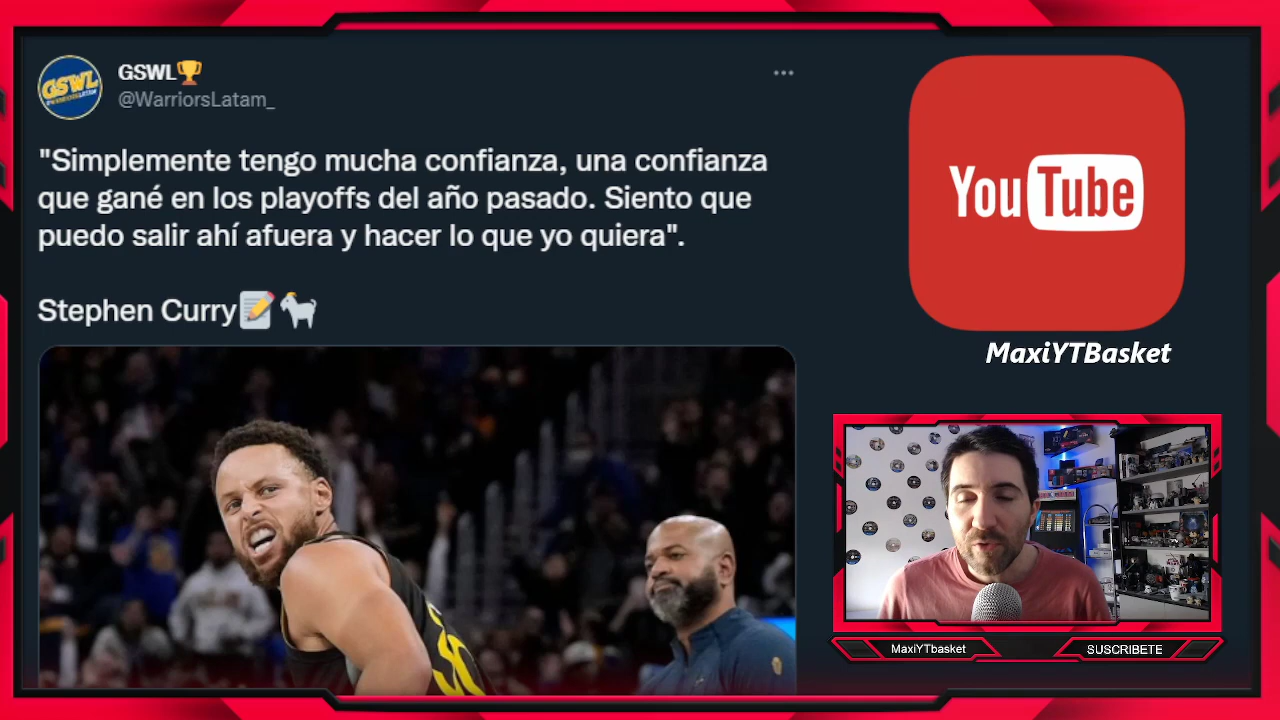 GSWL🏆
@WarriorsLatam_
"Simplemente tengo mucha confianza, una confianza
que gané en los playoffs del año pasado. Siento que
puedo salir ahí afuera y hacer lo que yo quiera".
Stephen Curry📝🐐
GSWL
YouTube
MaxiYTBasket
MaxiYTbasket
SUSCRIBETE